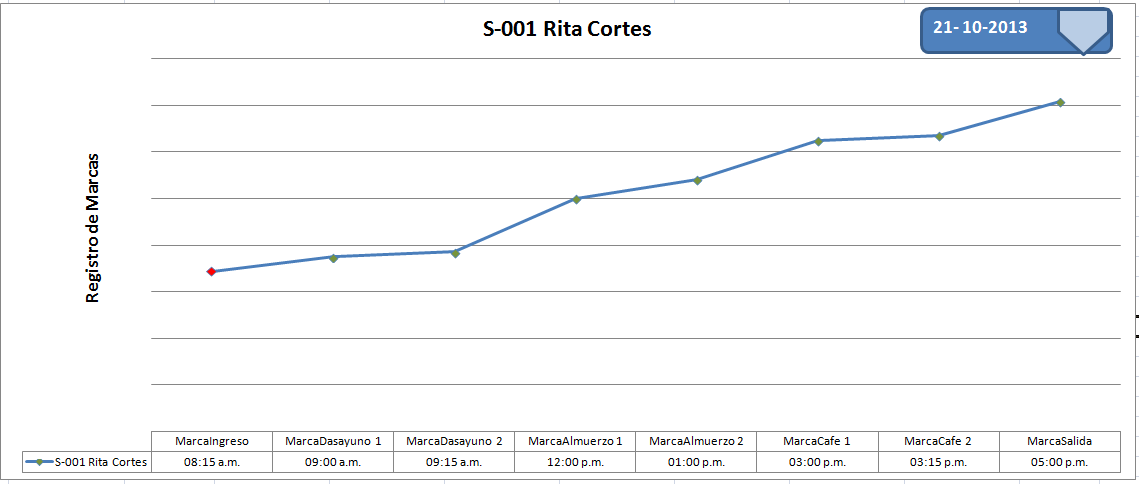 S-001 Rita Cortes
21- 10-2013
Registro de Marcas
MarcaIngreso MarcaDasayuno 1 MarcaDasayuno 2 MarcaAlmuerzo 1 MarcaAlmuerzo 2 MarcaCafe 1 MarcaCafe 2 MarcaSalida
S-001 Rita Cortes 08:15 a.m. 09:00 a.m. 09:15 a.m. 12:00 p.m. 01:00 p.m. 03:00 p.m. 03:15 p.m. 05:00 p.m.